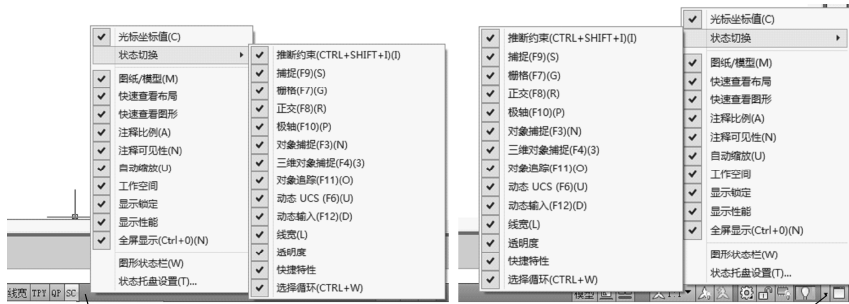 光标坐标值(C)
状态切换
图纸/模型(M)
快速查看布局
快速查看图形
注释比例(A)
注释可见性(N)
自动缩放(U)
工作空间
显示锁定
显示性能
全屏显示(Ctrl+0)(N)
图形状态栏(W)
状态托盘设置(T)...
推断约束(CTRL+SHIFT+I)(I)
捕捉(F9)(S)
栅格(F7)(G)
正交(F8)(R)
极轴(F10)(P)
对象捕捉(F3)(N)
三维对象捕捉(F4)(3)
对象追踪(F11)(O)
动态 UCS (F6)(U)
动态输入(F12)(D)
线宽(L)
透明度
快捷特性
选择循环(CTRL+W)
线宽 TPY QP SC
推断约束(CTRL+SHIFT+I)(I)
捕捉(F9)(S)
栅格(F7)(G)
正交(F8)(R)
极轴(F10)(P)
对象捕捉(F3)(N)
三维对象捕捉(F4)(3)
对象追踪(F11)(O)
动态 UCS (F6)(U)
动态输入(F12)(D)
线宽(L)
透明度
快捷特性
选择循环(CTRL+W)
光标坐标值(C)
状态切换
图纸/模型(M)
快速查看布局
快速查看图形
注释比例(A)
注释可见性(N)
自动缩放(U)
工作空间
显示锁定
显示性能
全屏显示(Ctrl+0)(N)
图形状态栏(W)
状态托盘设置(T)...